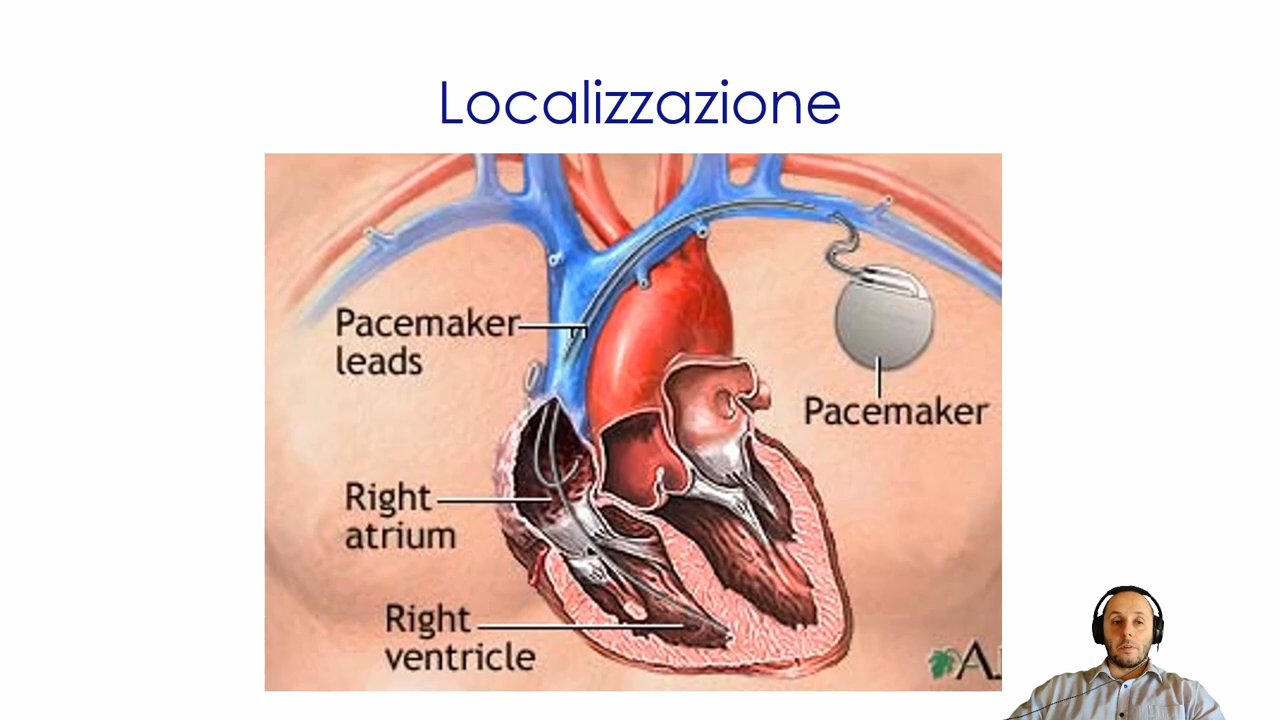 Localizzazione
Pacemaker
leads
Pacemaker
Right
atrium
Right
ventricle